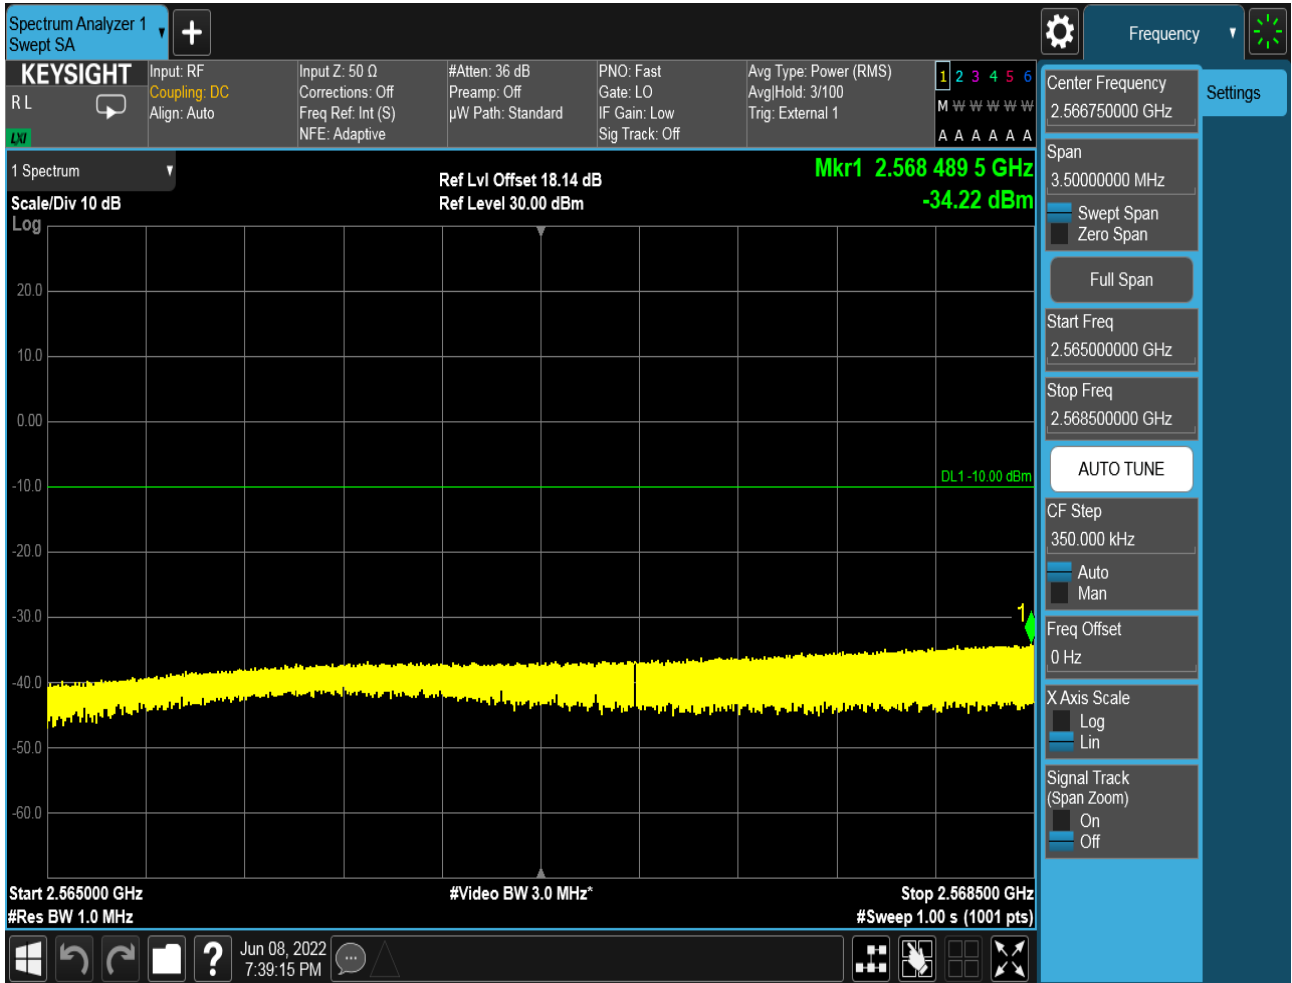 Spectrum Analyzer 1
Swept SA
Frequency
KEYSIGHT
R L
LXI
Input: RF
Coupling: DC
Align: Auto
Input Z: 50 Ω
Corrections: Off
Freq Ref: Int (S)
NFE: Adaptive
#Atten: 36 dB
Preamp: Off
µW Path: Standard
PNO: Fast
Gate: LO
IF Gain: Low
Sig Track: Off
Avg Type: Power (RMS)
Avg|Hold: 3/100
Trig: External 1
1 2 3 4 5 6
M W W W W W
A A A A A A
1 Spectrum
Scale/Div 10 dB
Log
Ref Lvl Offset 18.14 dB
Ref Level 30.00 dBm
Mkr1 2.568 489 5 GHz
-34.22 dBm
20.0
10.0
0.00
-10.0
-20.0
-30.0
-40.0
-50.0
-60.0
DL1 -10.00 dBm
1
Start 2.565000 GHz
#Res BW 1.0 MHz
#Video BW 3.0 MHz*
Stop 2.568500 GHz
#Sweep 1.00 s (1001 pts)
Center Frequency
2.566750000 GHz
Settings
Span
3.50000000 MHz
Swept Span
Zero Span
Full Span
Start Freq
2.565000000 GHz
Stop Freq
2.568500000 GHz
AUTO TUNE
CF Step
350.000 kHz
Auto
Man
Freq Offset
0 Hz
X Axis Scale
Log
Lin
Signal Track
(Span Zoom)
On
Off
?
Jun 08, 2022
7:39:15 PM